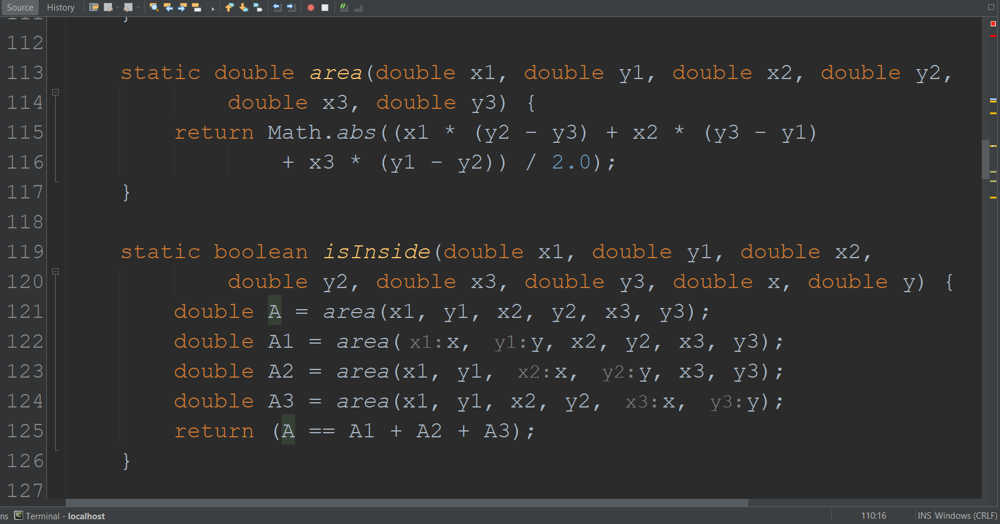 Source History
111 }
112
113 static double area(double x1, double y1, double x2, double y2,
114 double x3, double y3) {
115 return Math.abs((x1 * (y2 - y3) + x2 * (y3 - y1)
116 + x3 * (y1 - y2)) / 2.0);
117 }
118
119 static boolean isInside(double x1, double y1, double x2,
120 double y2, double x3, double y3, double x, double y) {
121 double A = area(x1, y1, x2, y2, x3, y3);
122 double A1 = area( x1:x, y1:y, x2, y2, x3, y3);
123 double A2 = area(x1, y1, x2:x, y2:y, x3, y3);
124 double A3 = area(x1, y1, x2, y2, x3:x, y3:y);
125 return (A == A1 + A2 + A3);
126 }
127
ns Terminal - localhost 110:16 INS Windows (CRLF)